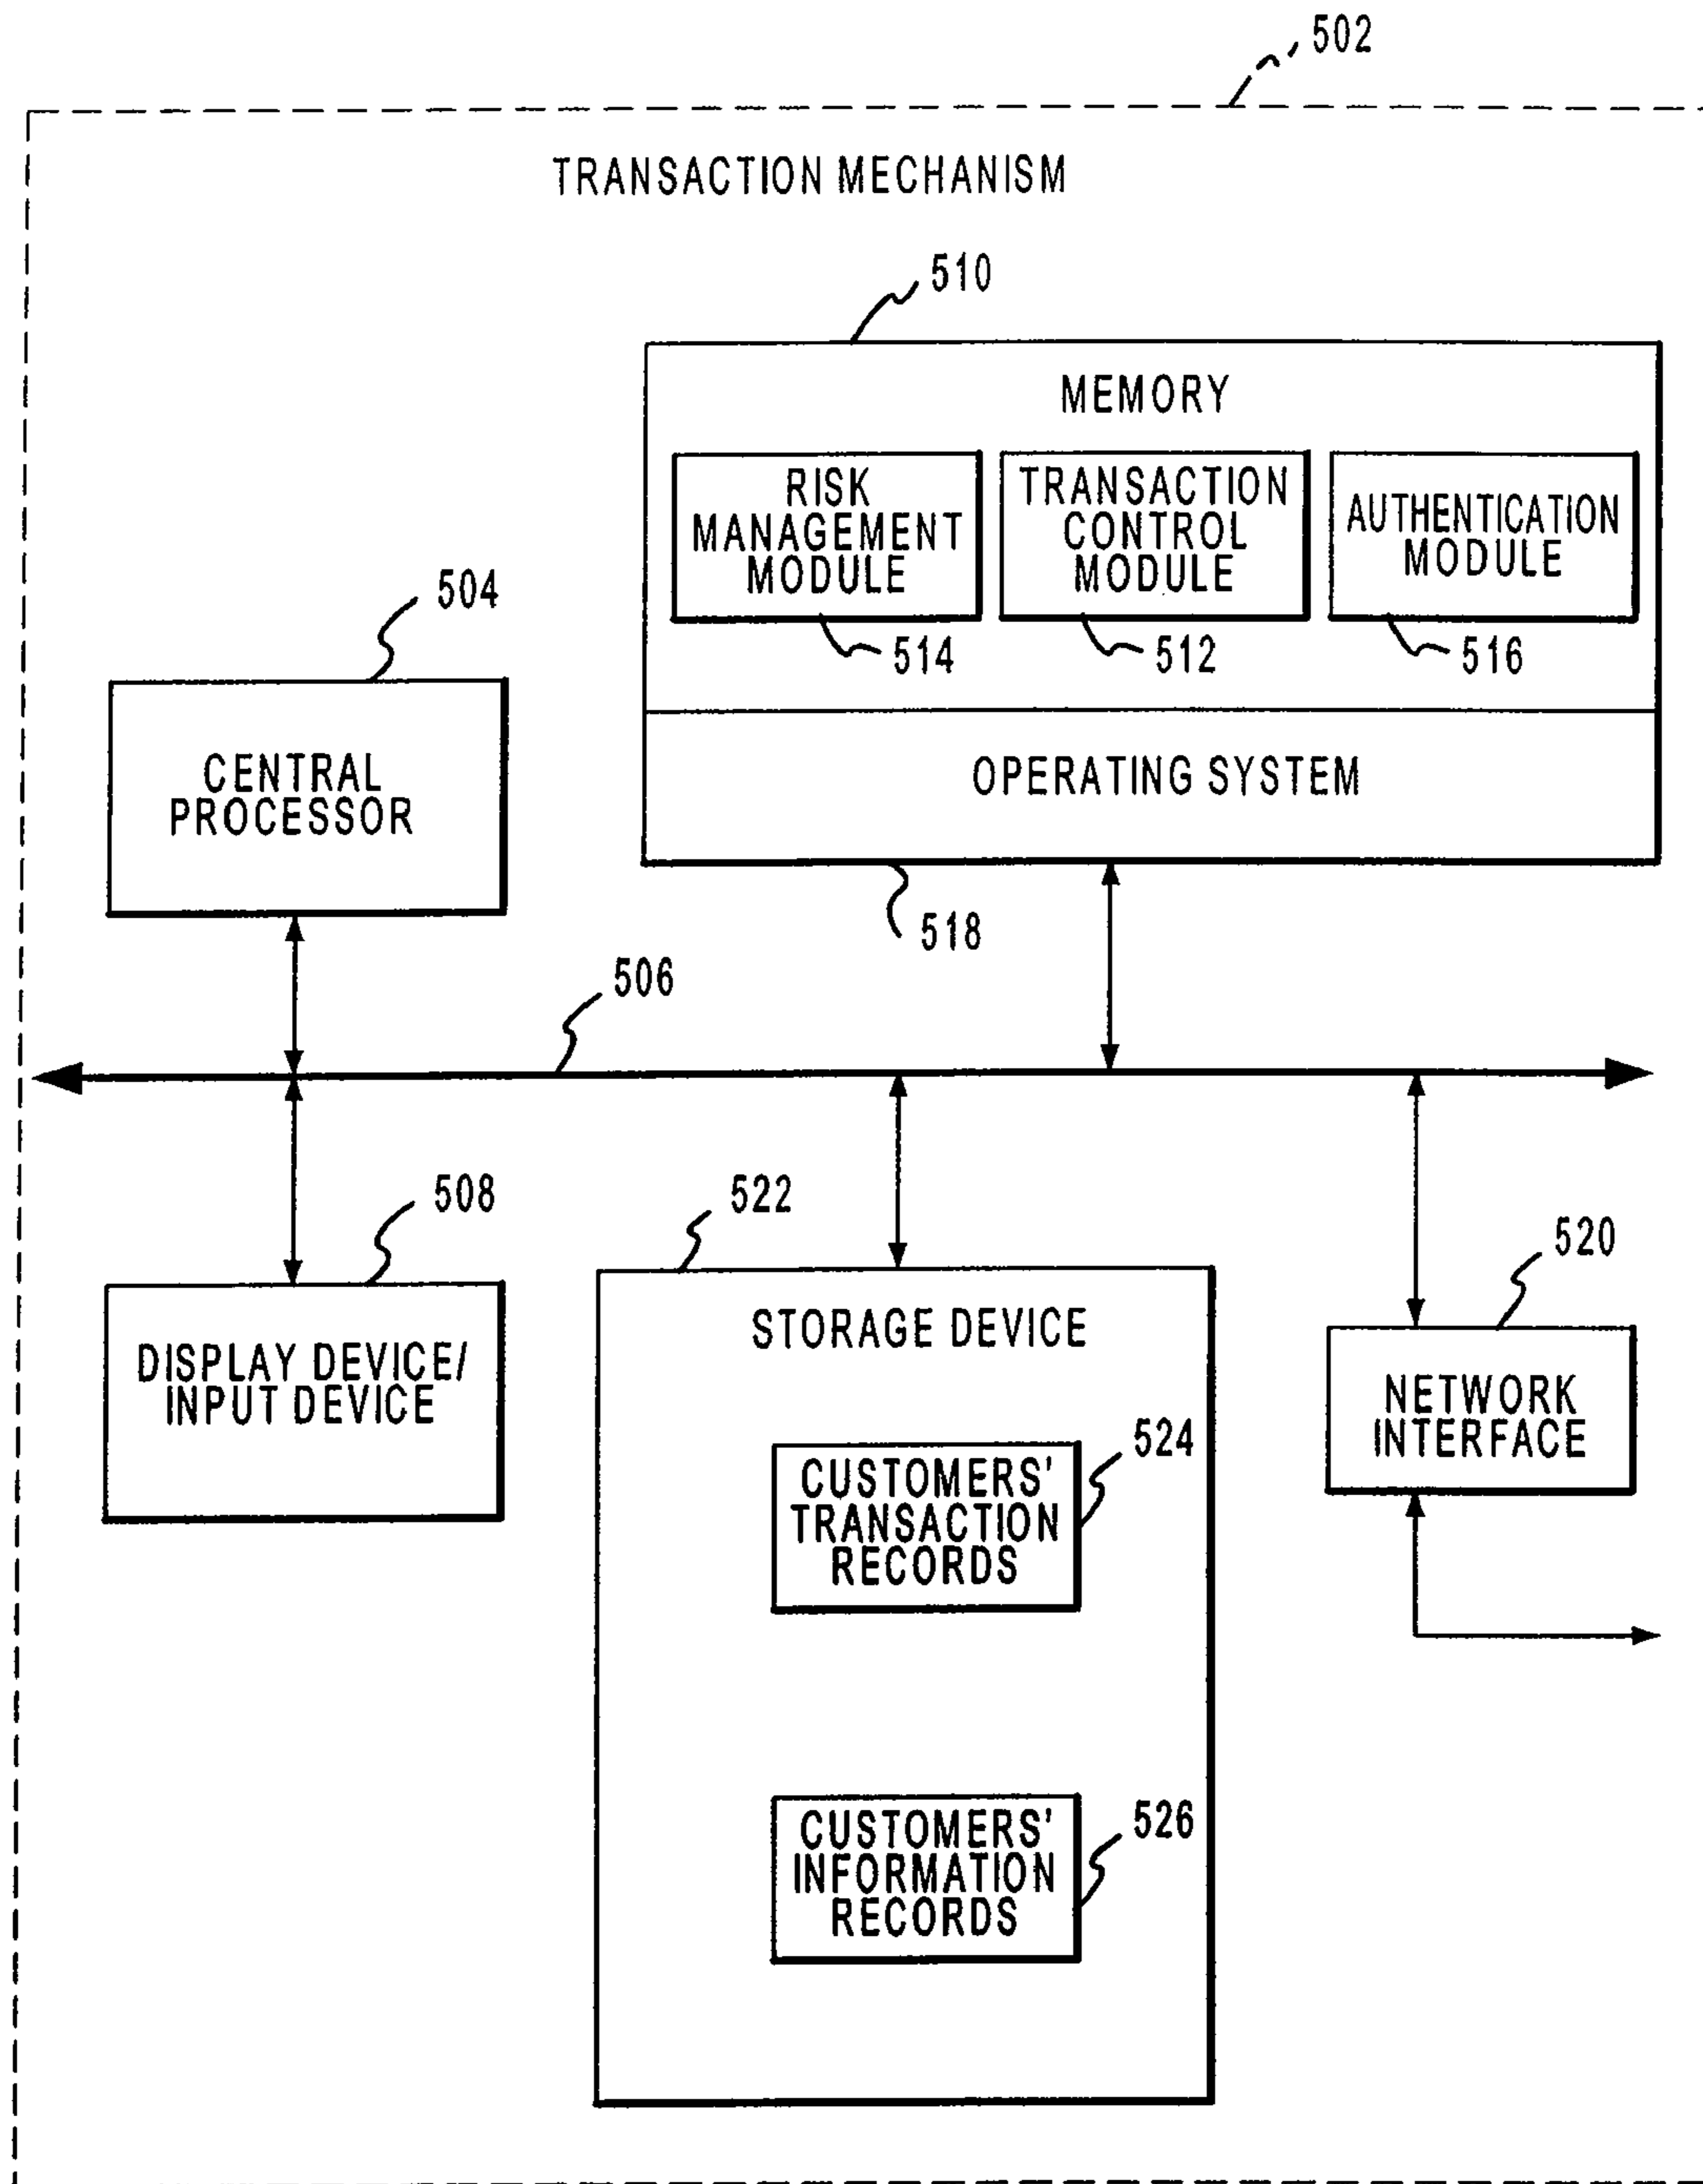 502
TRANSACTION MECHANISM
510
MEMORY
RISK
MANAGEMENT
MODULE
TRANSACTION
CONTROL
MODULE
AUTHENTICATION
MODULE
514
512
516
504
CENTRAL
PROCESSOR
OPERATING SYSTEM
518
506
508
DISPLAY DEVICE/
INPUT DEVICE
522
STORAGE DEVICE
520
NETWORK
INTERFACE
524
CUSTOMERS'
TRANSACTION
RECORDS
526
CUSTOMERS'
INFORMATION
RECORDS